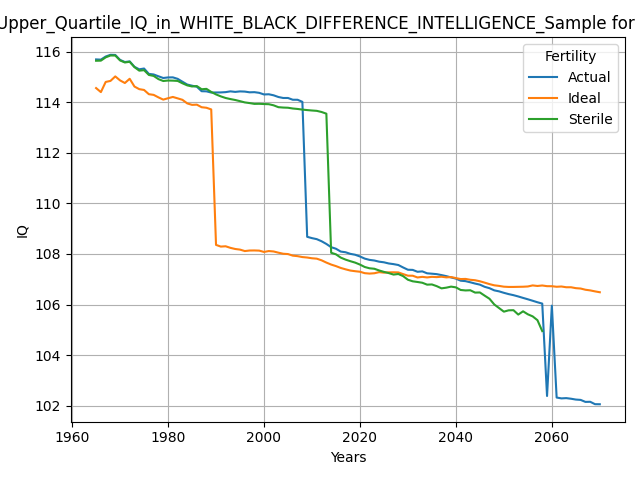 Upper_Quartile_IQ_in_WHITE_BLACK_DIFFERENCE_INTELLIGENCE_Sample for
116
114
112
110
108
106
104
102
IQ
Fertility
Actual
Ideal
Sterile
1960
1980
2000
2020
2040
2060
Years